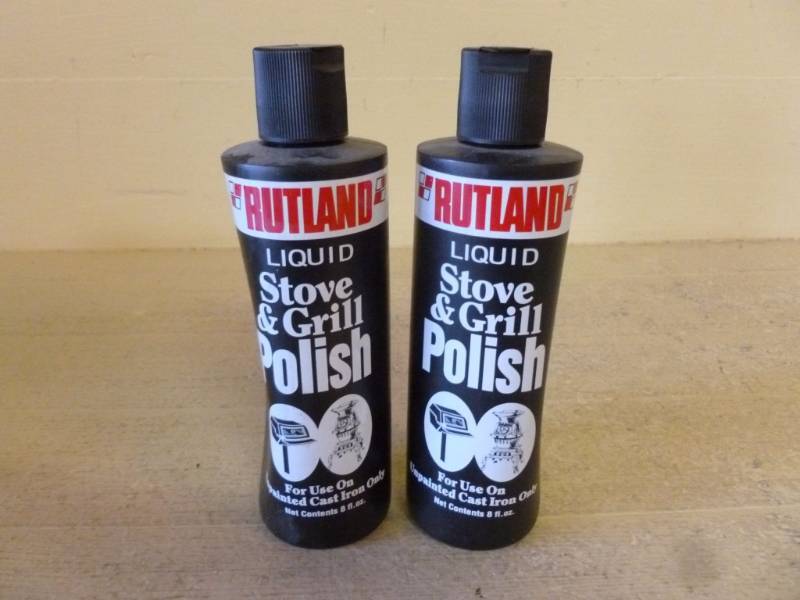 RUTLAND
LIQUID
Stove
& Grill
Polish
For Use On
Unpainted Cast Iron Only
Net Contents 8 fl.oz.
RUTLAND
LIQUID
Stove
& Grill
Polish
For Use On
Unpainted Cast Iron Only
Net Contents 8 fl.oz.